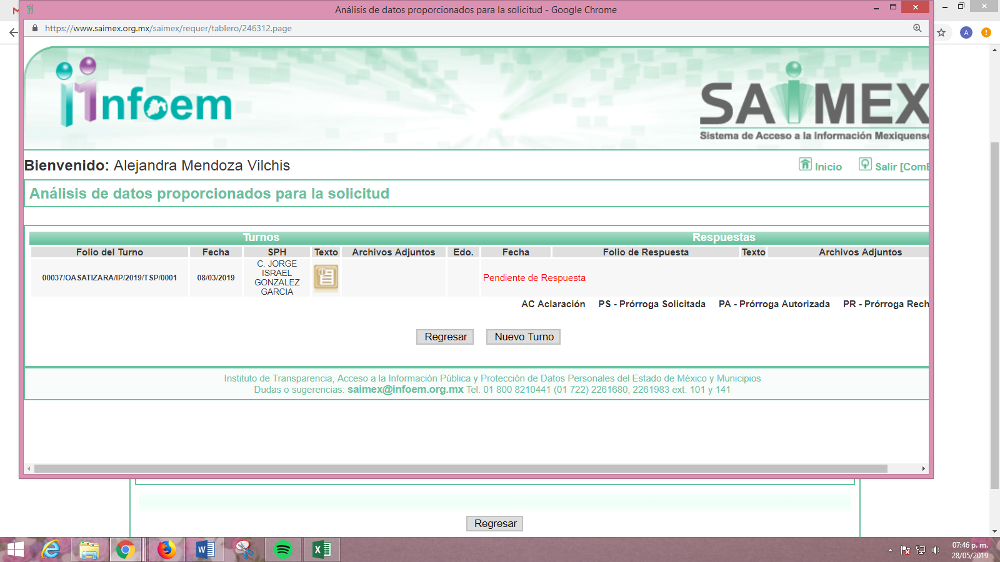 Análisis de datos proporcionados para la solicitud - Google Chrome
https://www.saimex.org.mx/saimex/requer/tablero/246312.page
A
infoem
SAIMEX
Sistema de Acceso a la Información Mexiquense
Bienvenido: Alejandra Mendoza Vilchis
Inicio
Salir [ComE
Análisis de datos proporcionados para la solicitud
Turnos Respuestas
Folio del Turno Fecha SPH Texto Archivos Adjuntos Edo. Fecha Folio de Respuesta Texto Archivos Adjuntos
00037/OASATIZARA/IP/2019/TSP/0001 08/03/2019 C. JORGE ISRAEL GONZALEZ GARCIA Pendiente de Respuesta
AC Aclaración PS - Prórroga Solicitada PA - Prórroga Autorizada PR - Prórroga Rech
Regresar Nuevo Turno
Instituto de Transparencia, Acceso a la Información Pública y Protección de Datos Personales del Estado de México y Municipios
Dudas o sugerencias: saimex@infoem.org.mx Tel. 01 800 8210441 (01 722) 2261680, 2261983 ext. 101 y 141
Regresar
07:46 p. m.
28/05/2019